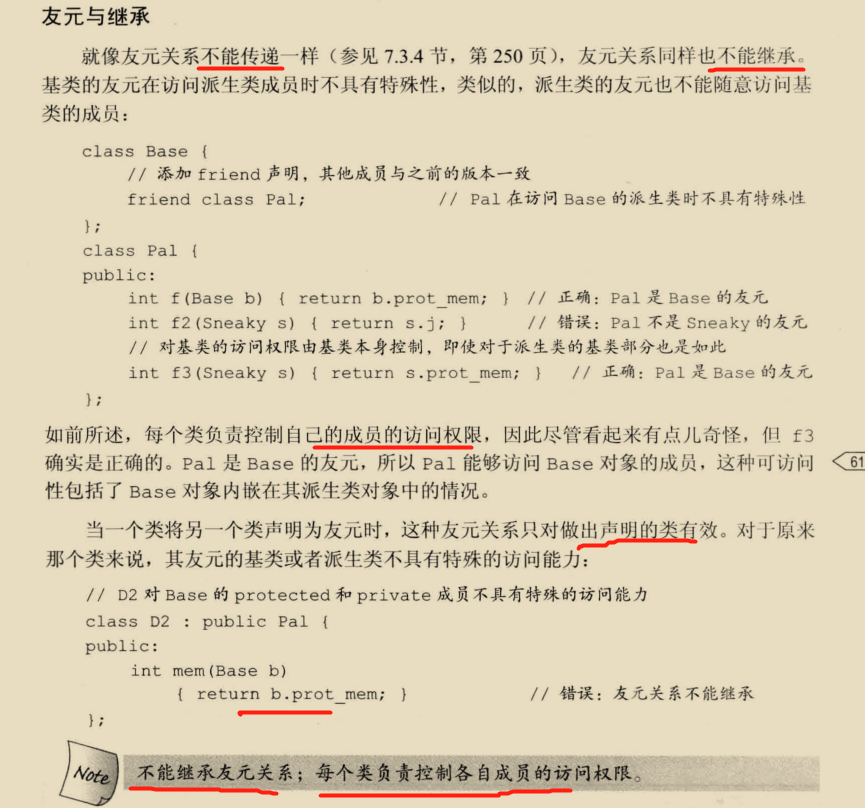 友元与继承
就像友元关系不能传递一样（参见 7.3.4 节，第 250 页），友元关系同样也不能继承。
基类的友元在访问派生类成员时不具有特殊性，类似的，派生类的友元也不能随意访问基
类的成员：
class Base {
// 添加 friend 声明，其他成员与之前的版本一致
friend class Pal; // Pal 在访问 Base 的派生类时不具有特殊性
};
class Pal {
public:
int f(Base b) { return b.prot_mem; } // 正确：Pal 是 Base 的友元
int f2(Sneaky s) { return s.j; } // 错误：Pal 不是 Sneaky 的友元
// 对基类的访问权限由基类本身控制，即使对于派生类的基类部分也是如此
int f3(Sneaky s) { return s.prot_mem; } // 正确：Pal 是 Base 的友元
};
如前所述，每个类负责控制自己的成员的访问权限，因此尽管看起来有点儿奇怪，但 f3
确实是正确的。Pal 是 Base 的友元，所以 Pal 能够访问 Base 对象的成员，这种可访问
61
性包括了 Base 对象内嵌在其派生类对象中的情况。
当一个类将另一个类声明为友元时，这种友元关系只对做出声明的类有效。对于原来
那个类来说，其友元的基类或者派生类不具有特殊的访问能力：
// D2 对 Base 的 protected 和 private 成员不具有特殊的访问能力
class D2 : public Pal {
public:
int mem(Base b)
{ return b.prot_mem; } // 错误：友元关系不能继承
};
Note 不能继承友元关系；每个类负责控制各自成员的访问权限。